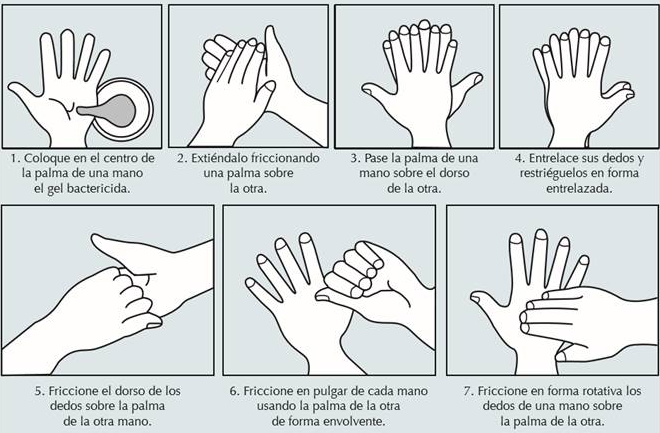 1. Coloque en el centro de
la palma de una mano
el gel bactericida.
2. Extiéndalo friccionando
una palma sobre
la otra.
3. Pase la palma de una
mano sobre el dorso
de la otra.
4. Entrelace sus dedos y
restriéguelos en forma
entrelazada.
5. Friccione el dorso de los
dedos sobre la palma
de la otra mano.
6. Friccione en pulgar de cada mano
usando la palma de la otra
de forma envolvente.
7. Friccione en forma rotativa los
dedos de una mano sobre
la palma de la otra.